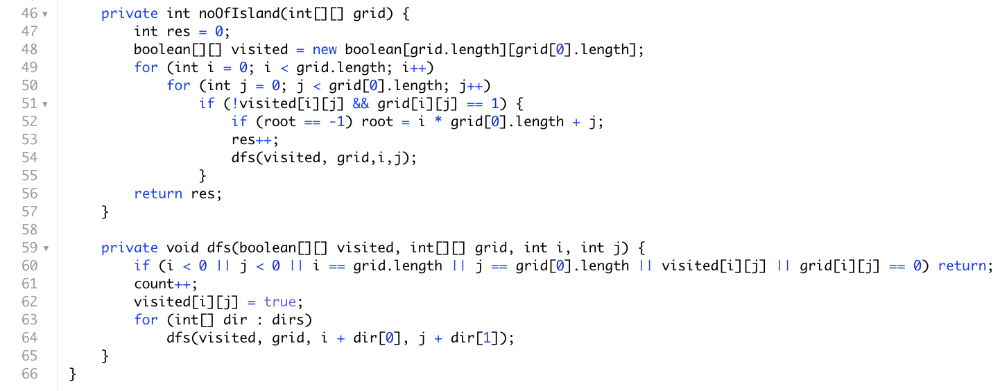 46 ▾    private int noOfIsland(int[][] grid) {
47          int res = 0;
48          boolean[][] visited = new boolean[grid.length][grid[0].length];
49          for (int i = 0; i < grid.length; i++)
50              for (int j = 0; j < grid[0].length; j++)
51 ▾                if (!visited[i][j] && grid[i][j] == 1) {
52                      if (root == -1) root = i * grid[0].length + j;
53                      res++;
54                      dfs(visited, grid,i,j);
55                  }
56          return res;
57      }
58
59 ▾    private void dfs(boolean[][] visited, int[][] grid, int i, int j) {
60          if (i < 0 || j < 0 || i == grid.length || j == grid[0].length || visited[i][j] || grid[i][j] == 0) return;
61          count++;
62          visited[i][j] = true;
63          for (int[] dir : dirs)
64              dfs(visited, grid, i + dir[0], j + dir[1]);
65      }
66  }